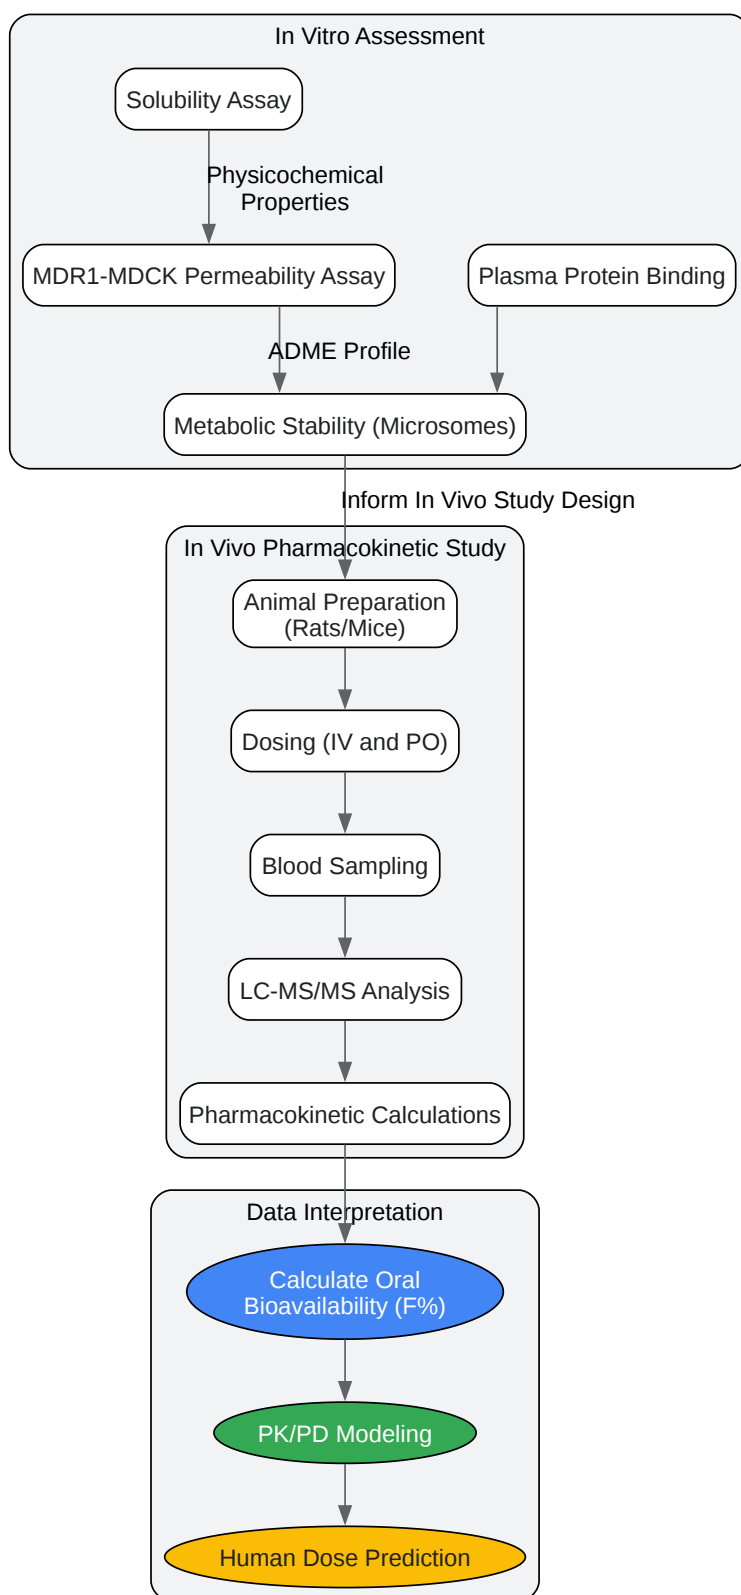 In Vitro Assessment
Solubility Assay
Physicochemical
Properties
MDR1-MDCK Permeability Assay
Plasma Protein Binding
ADME Profile
Metabolic Stability (Microsomes)
Inform In Vivo Study Design
In Vivo Pharmacokinetic Study
Animal Preparation
(Rats/Mice)
Dosing (IV and PO)
Blood Sampling
LC-MS/MS Analysis
Pharmacokinetic Calculations
Data Interpretation
Calculate Oral
Bioavailability (F%)
PK/PD Modeling
Human Dose Prediction